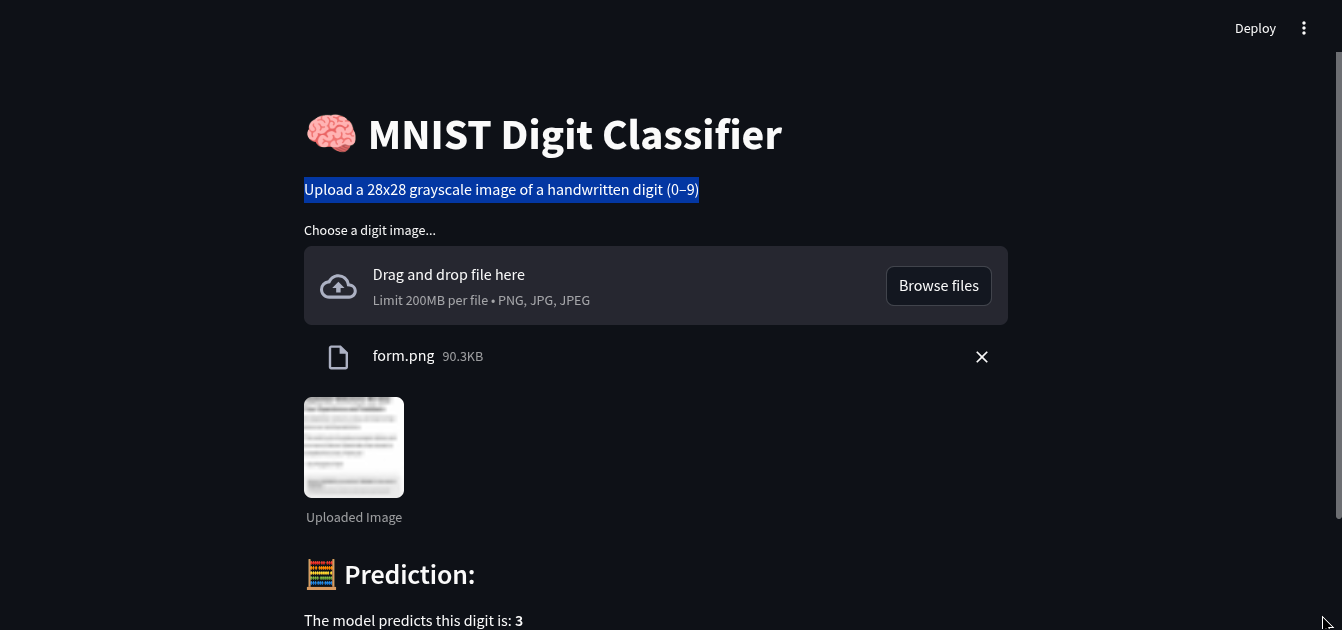 Deploy
MNIST Digit Classifier
Upload a 28x28 grayscale image of a handwritten digit (0–9)
Choose a digit image...
Drag and drop file here
Limit 200MB per file • PNG, JPG, JPEG
Browse files
form.png 90.3KB
Uploaded Image
Prediction:
The model predicts this digit is: 3